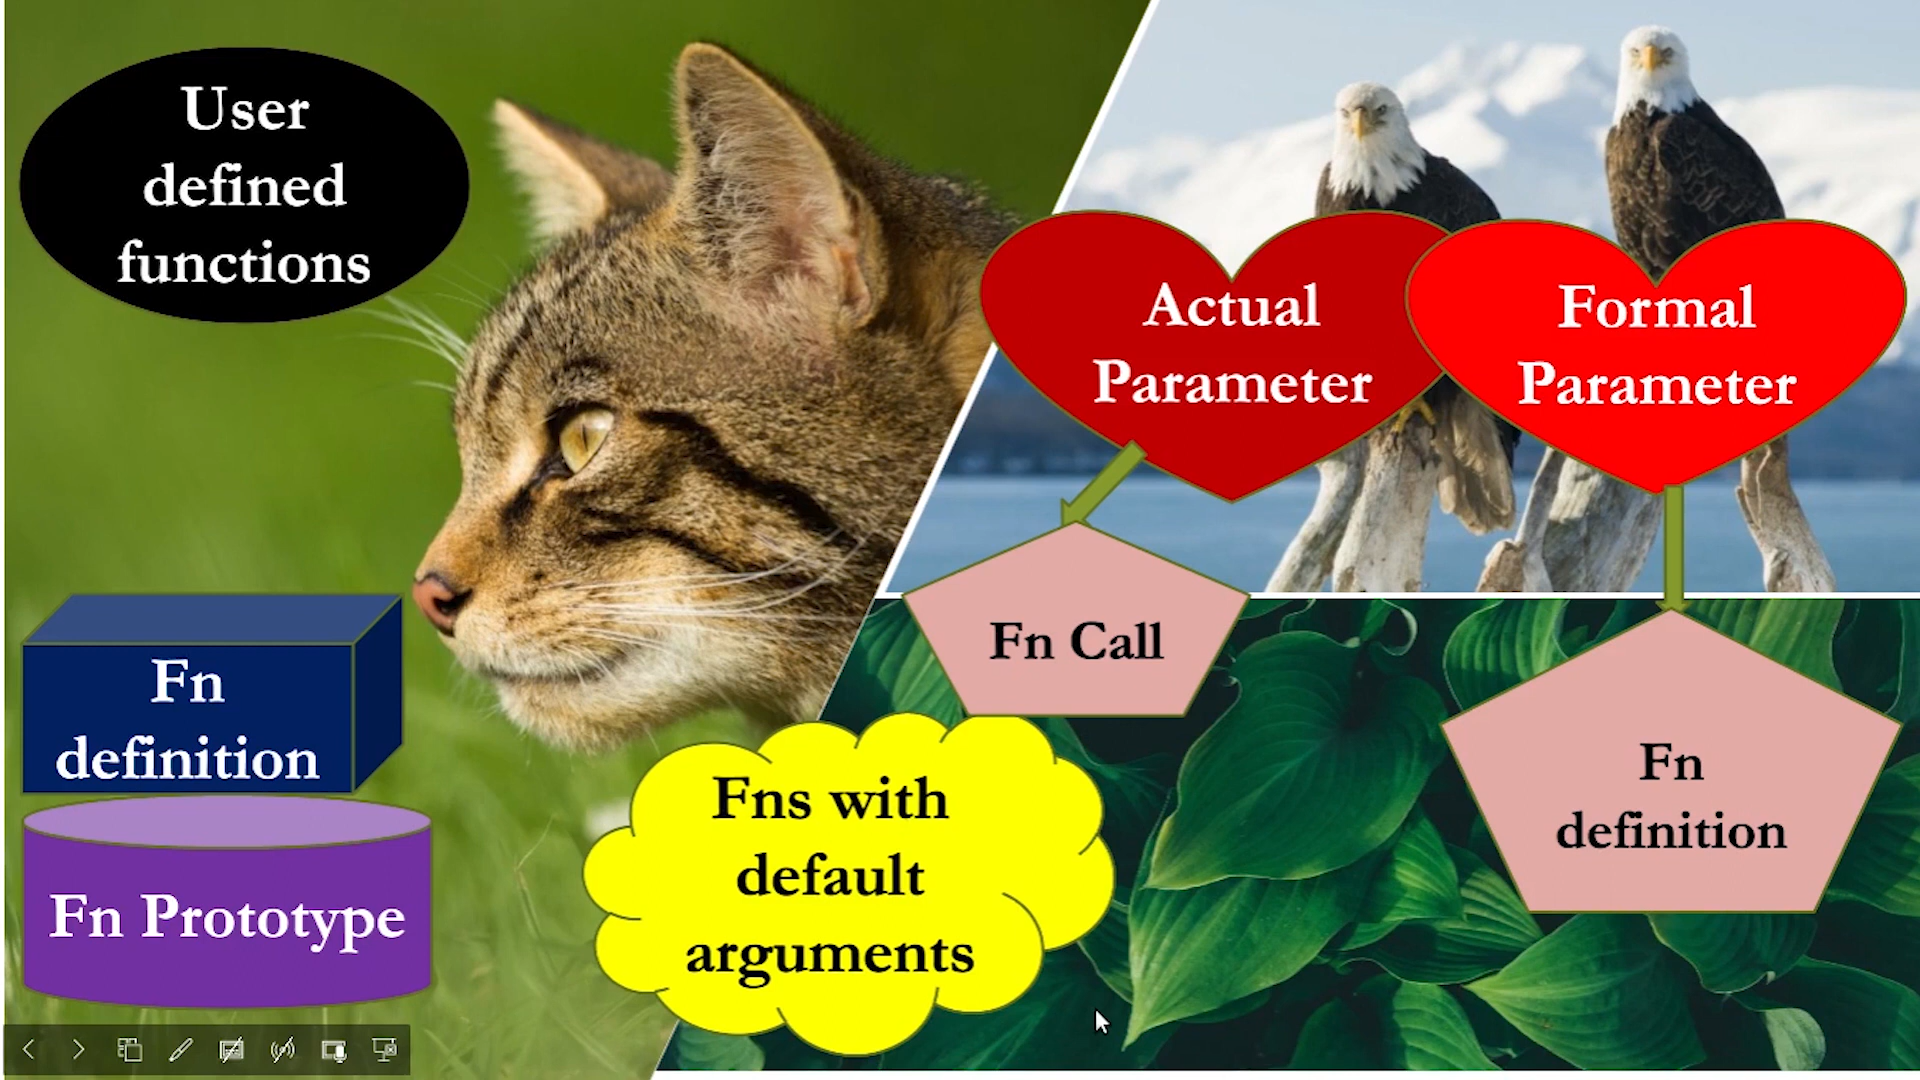 User
defined
functions
Actual
Parameter
Formal
Parameter
Fn Call
Fn
definition
Fn
definition
Fn Prototype
Fns with
default
arguments